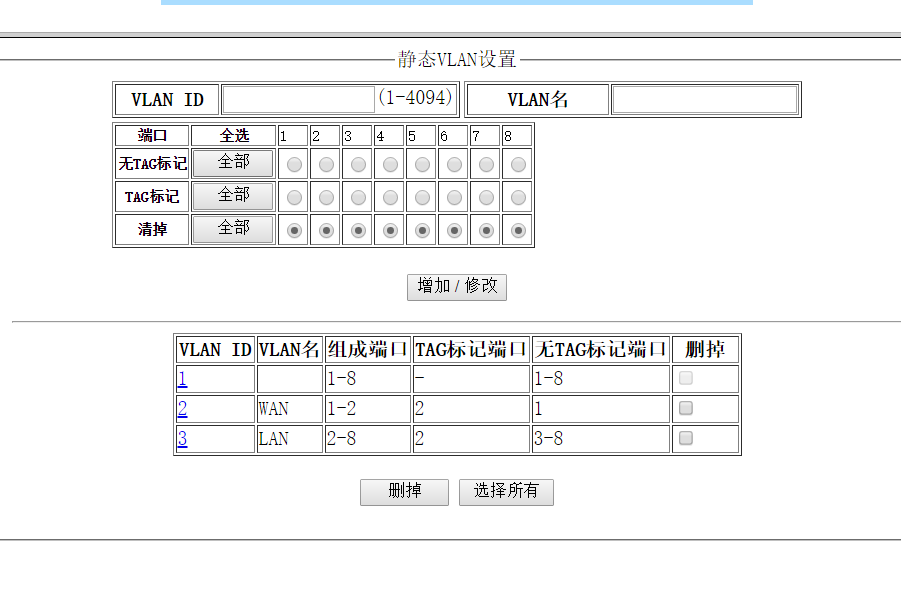 静态VLAN设置
VLAN ID (1-4094) VLAN名
端口 全选 1 2 3 4 5 6 7 8
无TAG标记 全部
TAG标记 全部
清掉 全部
增加 / 修改
VLAN ID VLAN名 组成端口 TAG标记端口 无TAG标记端口 删掉
1 1-8 - 1-8
2 WAN 1-2 2 1
3 LAN 2-8 2 3-8
删掉 选择所有